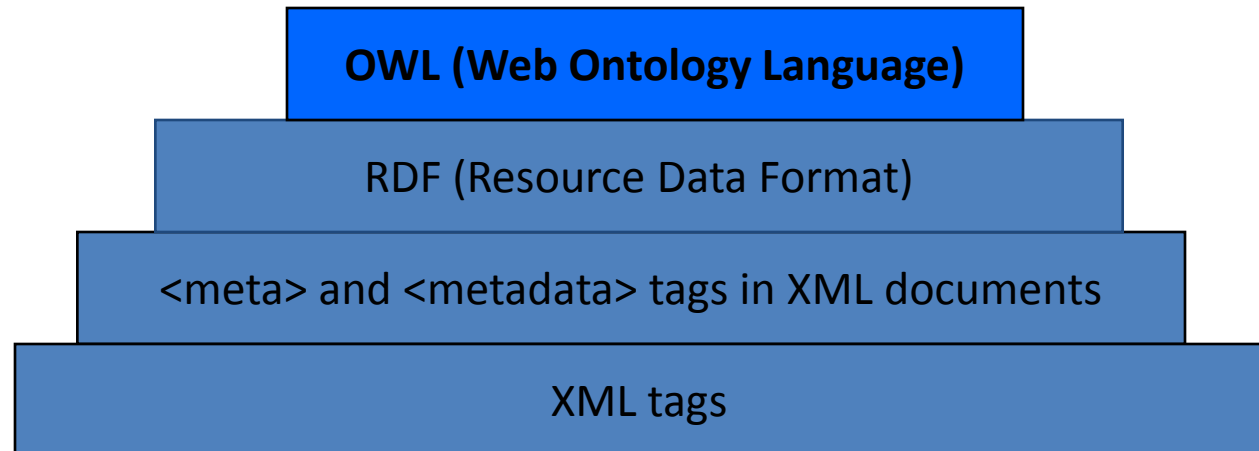 OWL (Web Ontology Language)
RDF (Resource Data Format)
<meta> and <metadata> tags in XML documents
XML tags